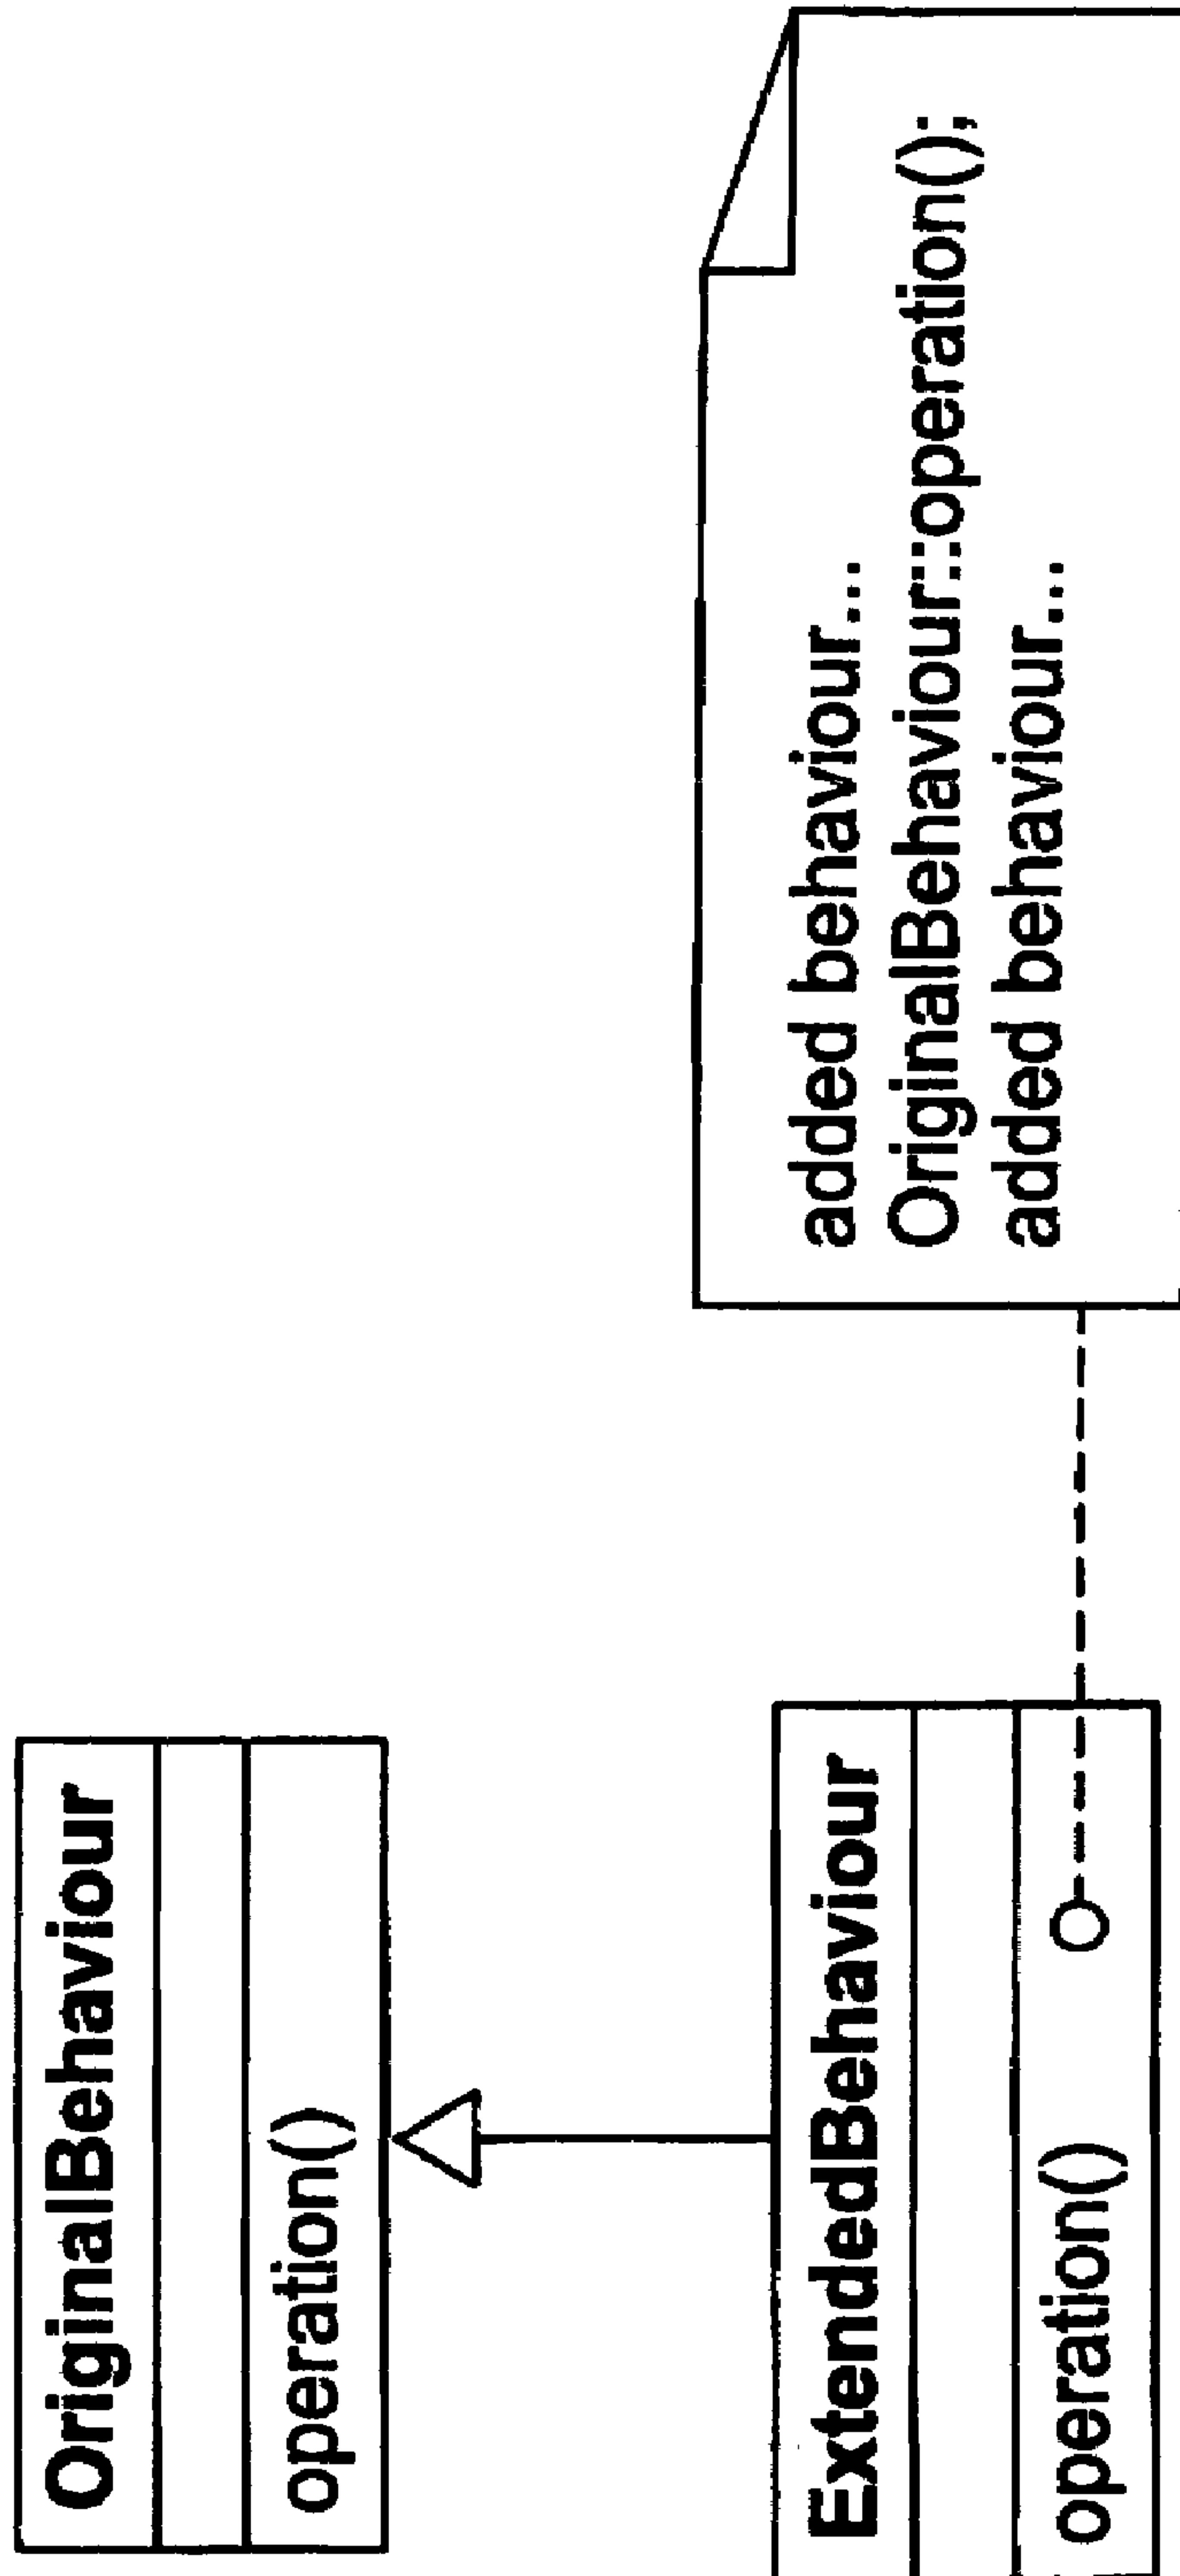 OriginalBehaviour
operation()
ExtendedBehaviour
operation()
added behaviour...
OriginalBehaviour::operation();
added behaviour...